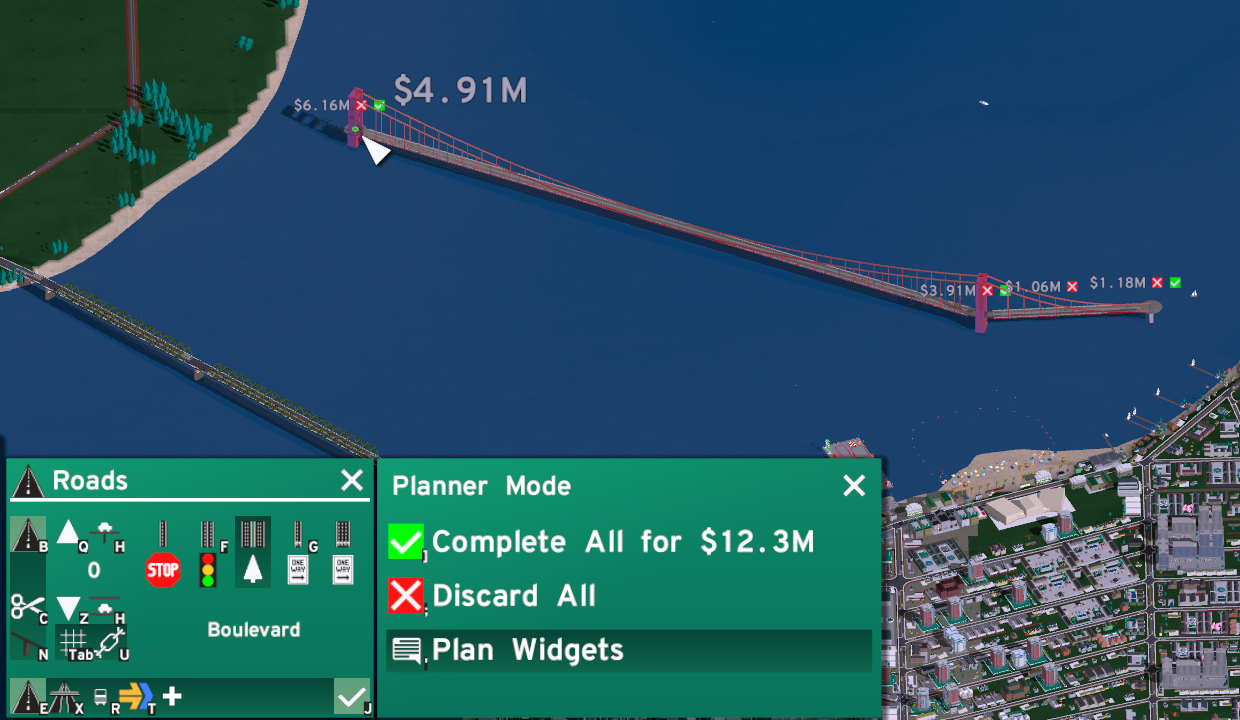 $4.91M
$6.16M
$3.91M
$1.06M
$1.18M
Roads
B
Q
H
F
G
0
STOP
ONE WAY
ONE WAY
C
Z
H
Boulevard
N
Tab
U
E
X
R
T
J
Planner Mode
Complete All for $12.3M
Discard All
Plan Widgets